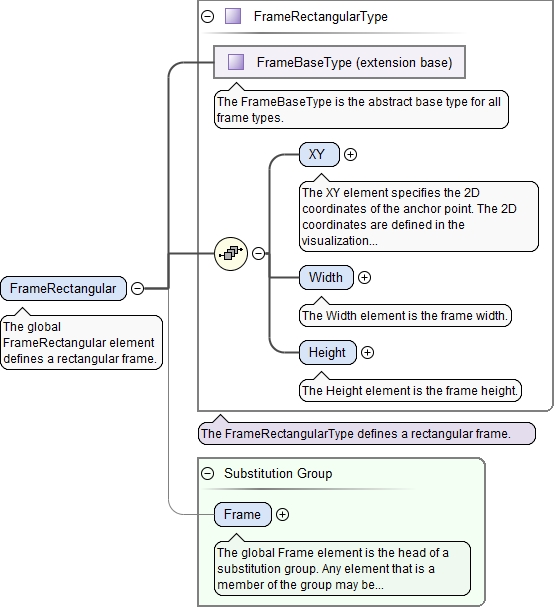 FrameRectangularType
FrameBaseType (extension base)
The FrameBaseType is the abstract base type for all
frame types.
XY
The XY element specifies the 2D
coordinates of the anchor point. The 2D
coordinates are defined in the
visualization...
Width
The Width element is the frame width.
Height
The Height element is the frame height.
FrameRectangular
The global
FrameRectangular element
defines a rectangular frame.
The FrameRectangularType defines a rectangular frame.
Substitution Group
Frame
The global Frame element is the head of a
substitution group. Any element that is a
member of the group may be...